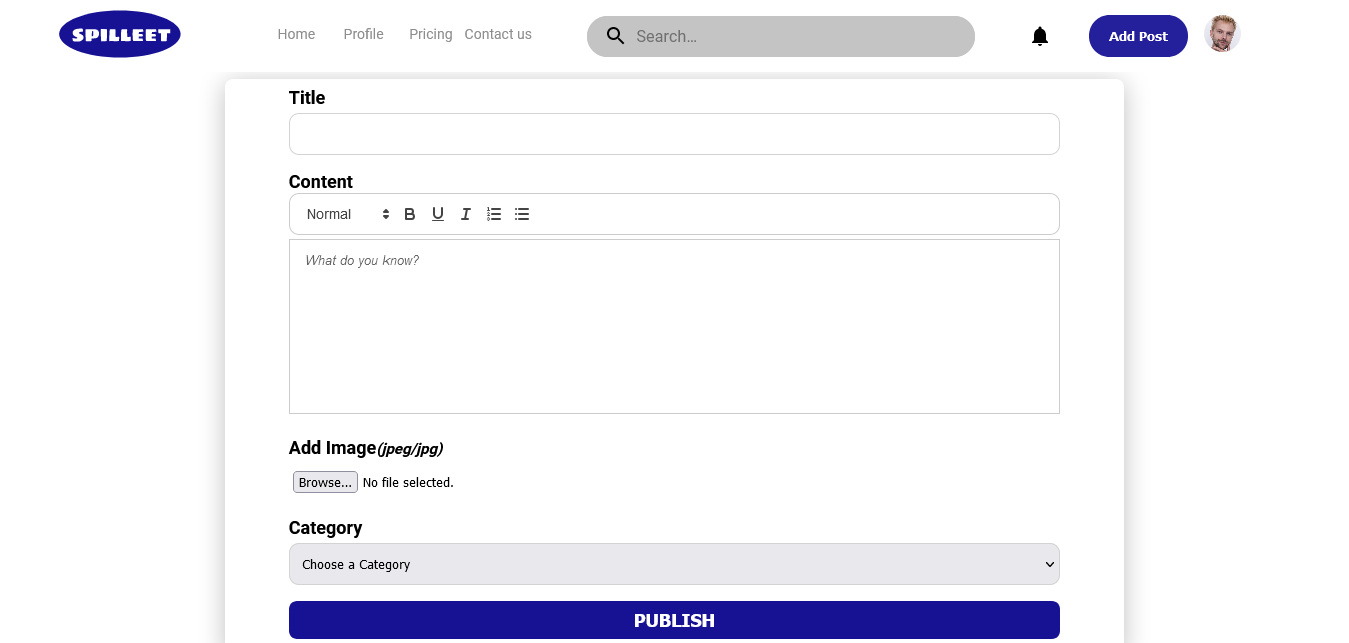 SPILLEET
Home Profile Pricing Contact us Search... Add Post
Title
Content
Normal B U I
What do you know?
Add Image(jpeg/jpg)
Browse... No file selected.
Category
Choose a Category
PUBLISH